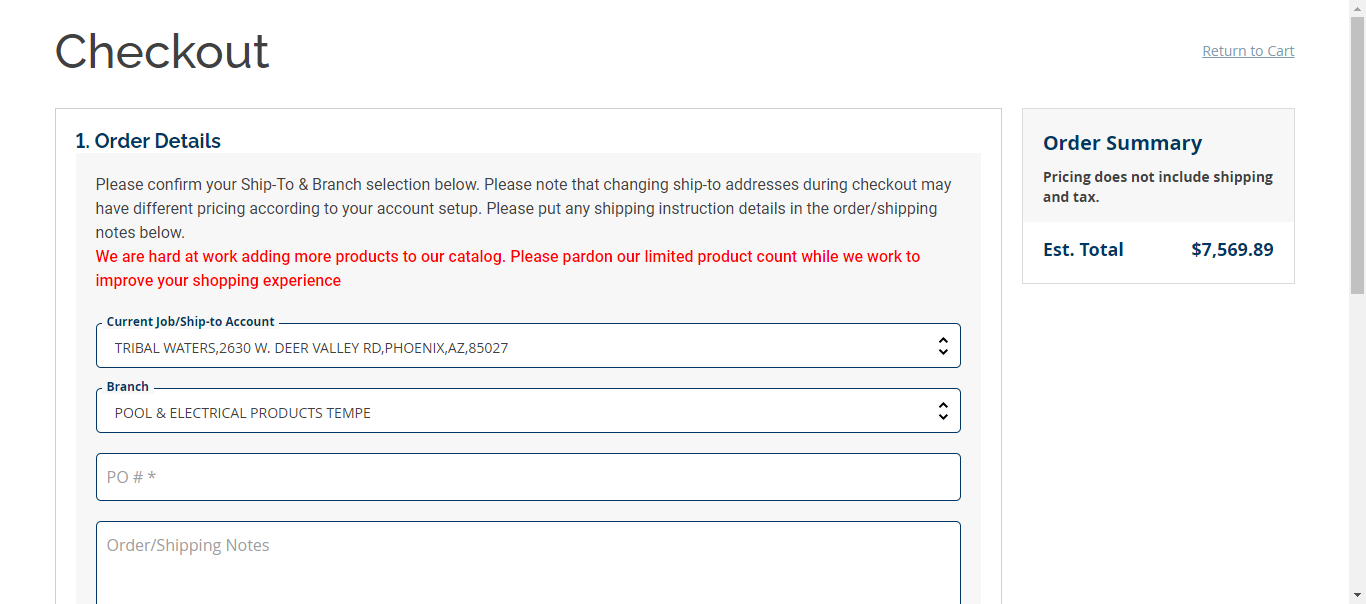 Checkout
Return to Cart
1. Order Details
Please confirm your Ship-To & Branch selection below. Please note that changing ship-to addresses during checkout may
have different pricing according to your account setup. Please put any shipping instruction details in the order/shipping
notes below.
We are hard at work adding more products to our catalog. Please pardon our limited product count while we work to
improve your shopping experience
Current Job/Ship-to Account
TRIBAL WATERS,2630 W. DEER VALLEY RD,PHOENIX,AZ,85027
Branch
POOL & ELECTRICAL PRODUCTS TEMPE
PO # *
Order/Shipping Notes
Order Summary
Pricing does not include shipping
and tax.
Est. Total $7,569.89